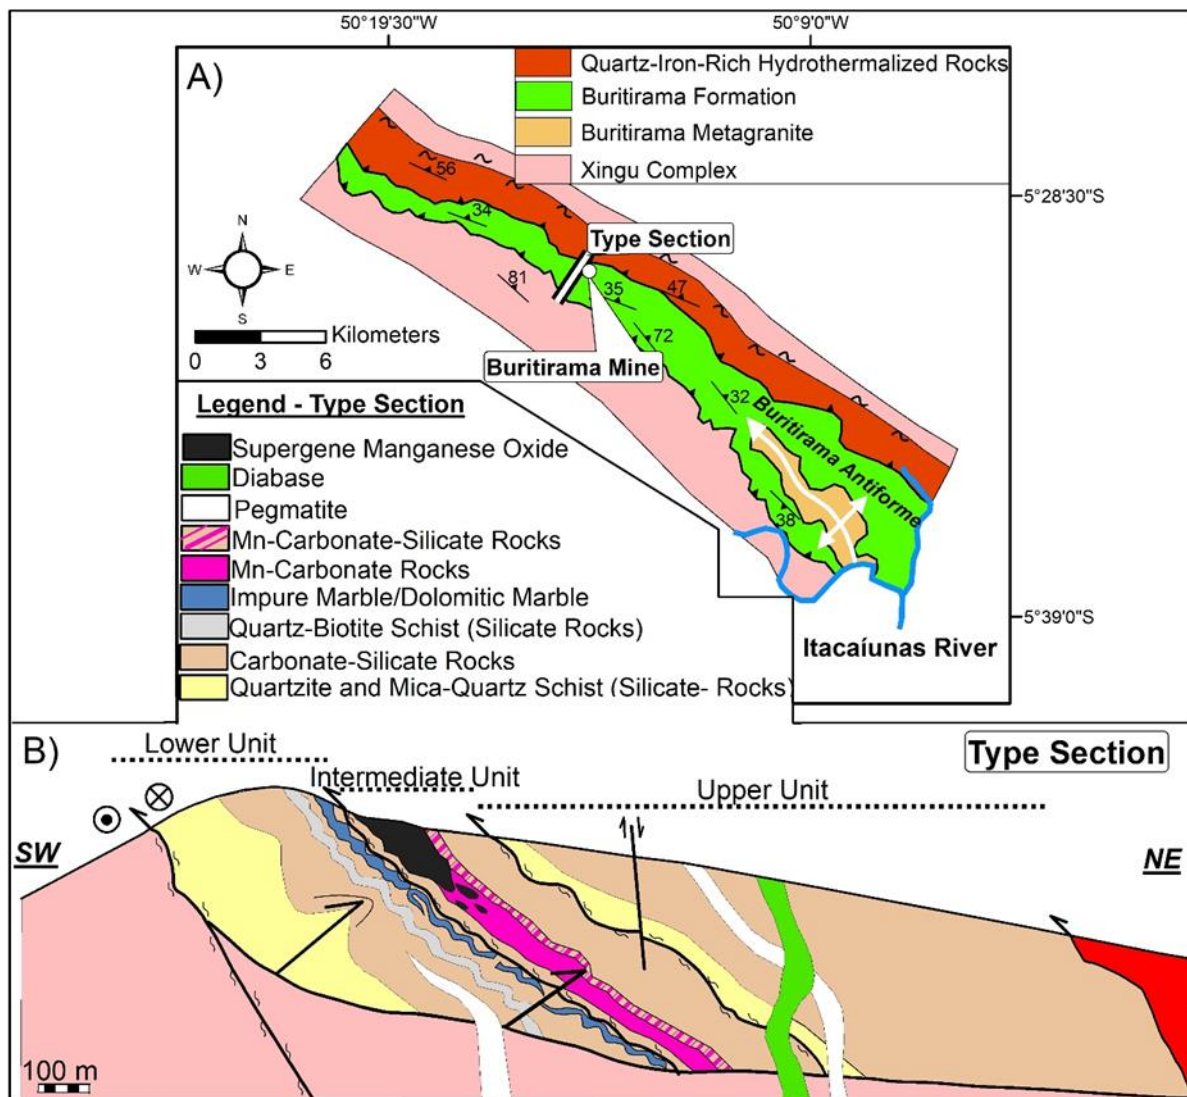 50°19'30"W
50°9'0"W
A)
Quartz-Iron-Rich Hydrothermalized Rocks
Buritirama Formation
Buritirama Metagranite
Xingu Complex
5°28'30"S
56
34
Type Section
N
W
E
S
81
35
47
Kilometers
0 3 6
72
Buritirama Mine
32
Buritirama Antiforme
38
5°39'0"S
Itacaíunas River
Legend - Type Section
Supergene Manganese Oxide
Diabase
Pegmatite
Mn-Carbonate-Silicate Rocks
Mn-Carbonate Rocks
Impure Marble/Dolomitic Marble
Quartz-Biotite Schist (Silicate Rocks)
Carbonate-Silicate Rocks
Quartzite and Mica-Quartz Schist (Silicate- Rocks)
B)
Lower Unit
Type Section
Intermediate Unit
Upper Unit
SW
NE
100 m